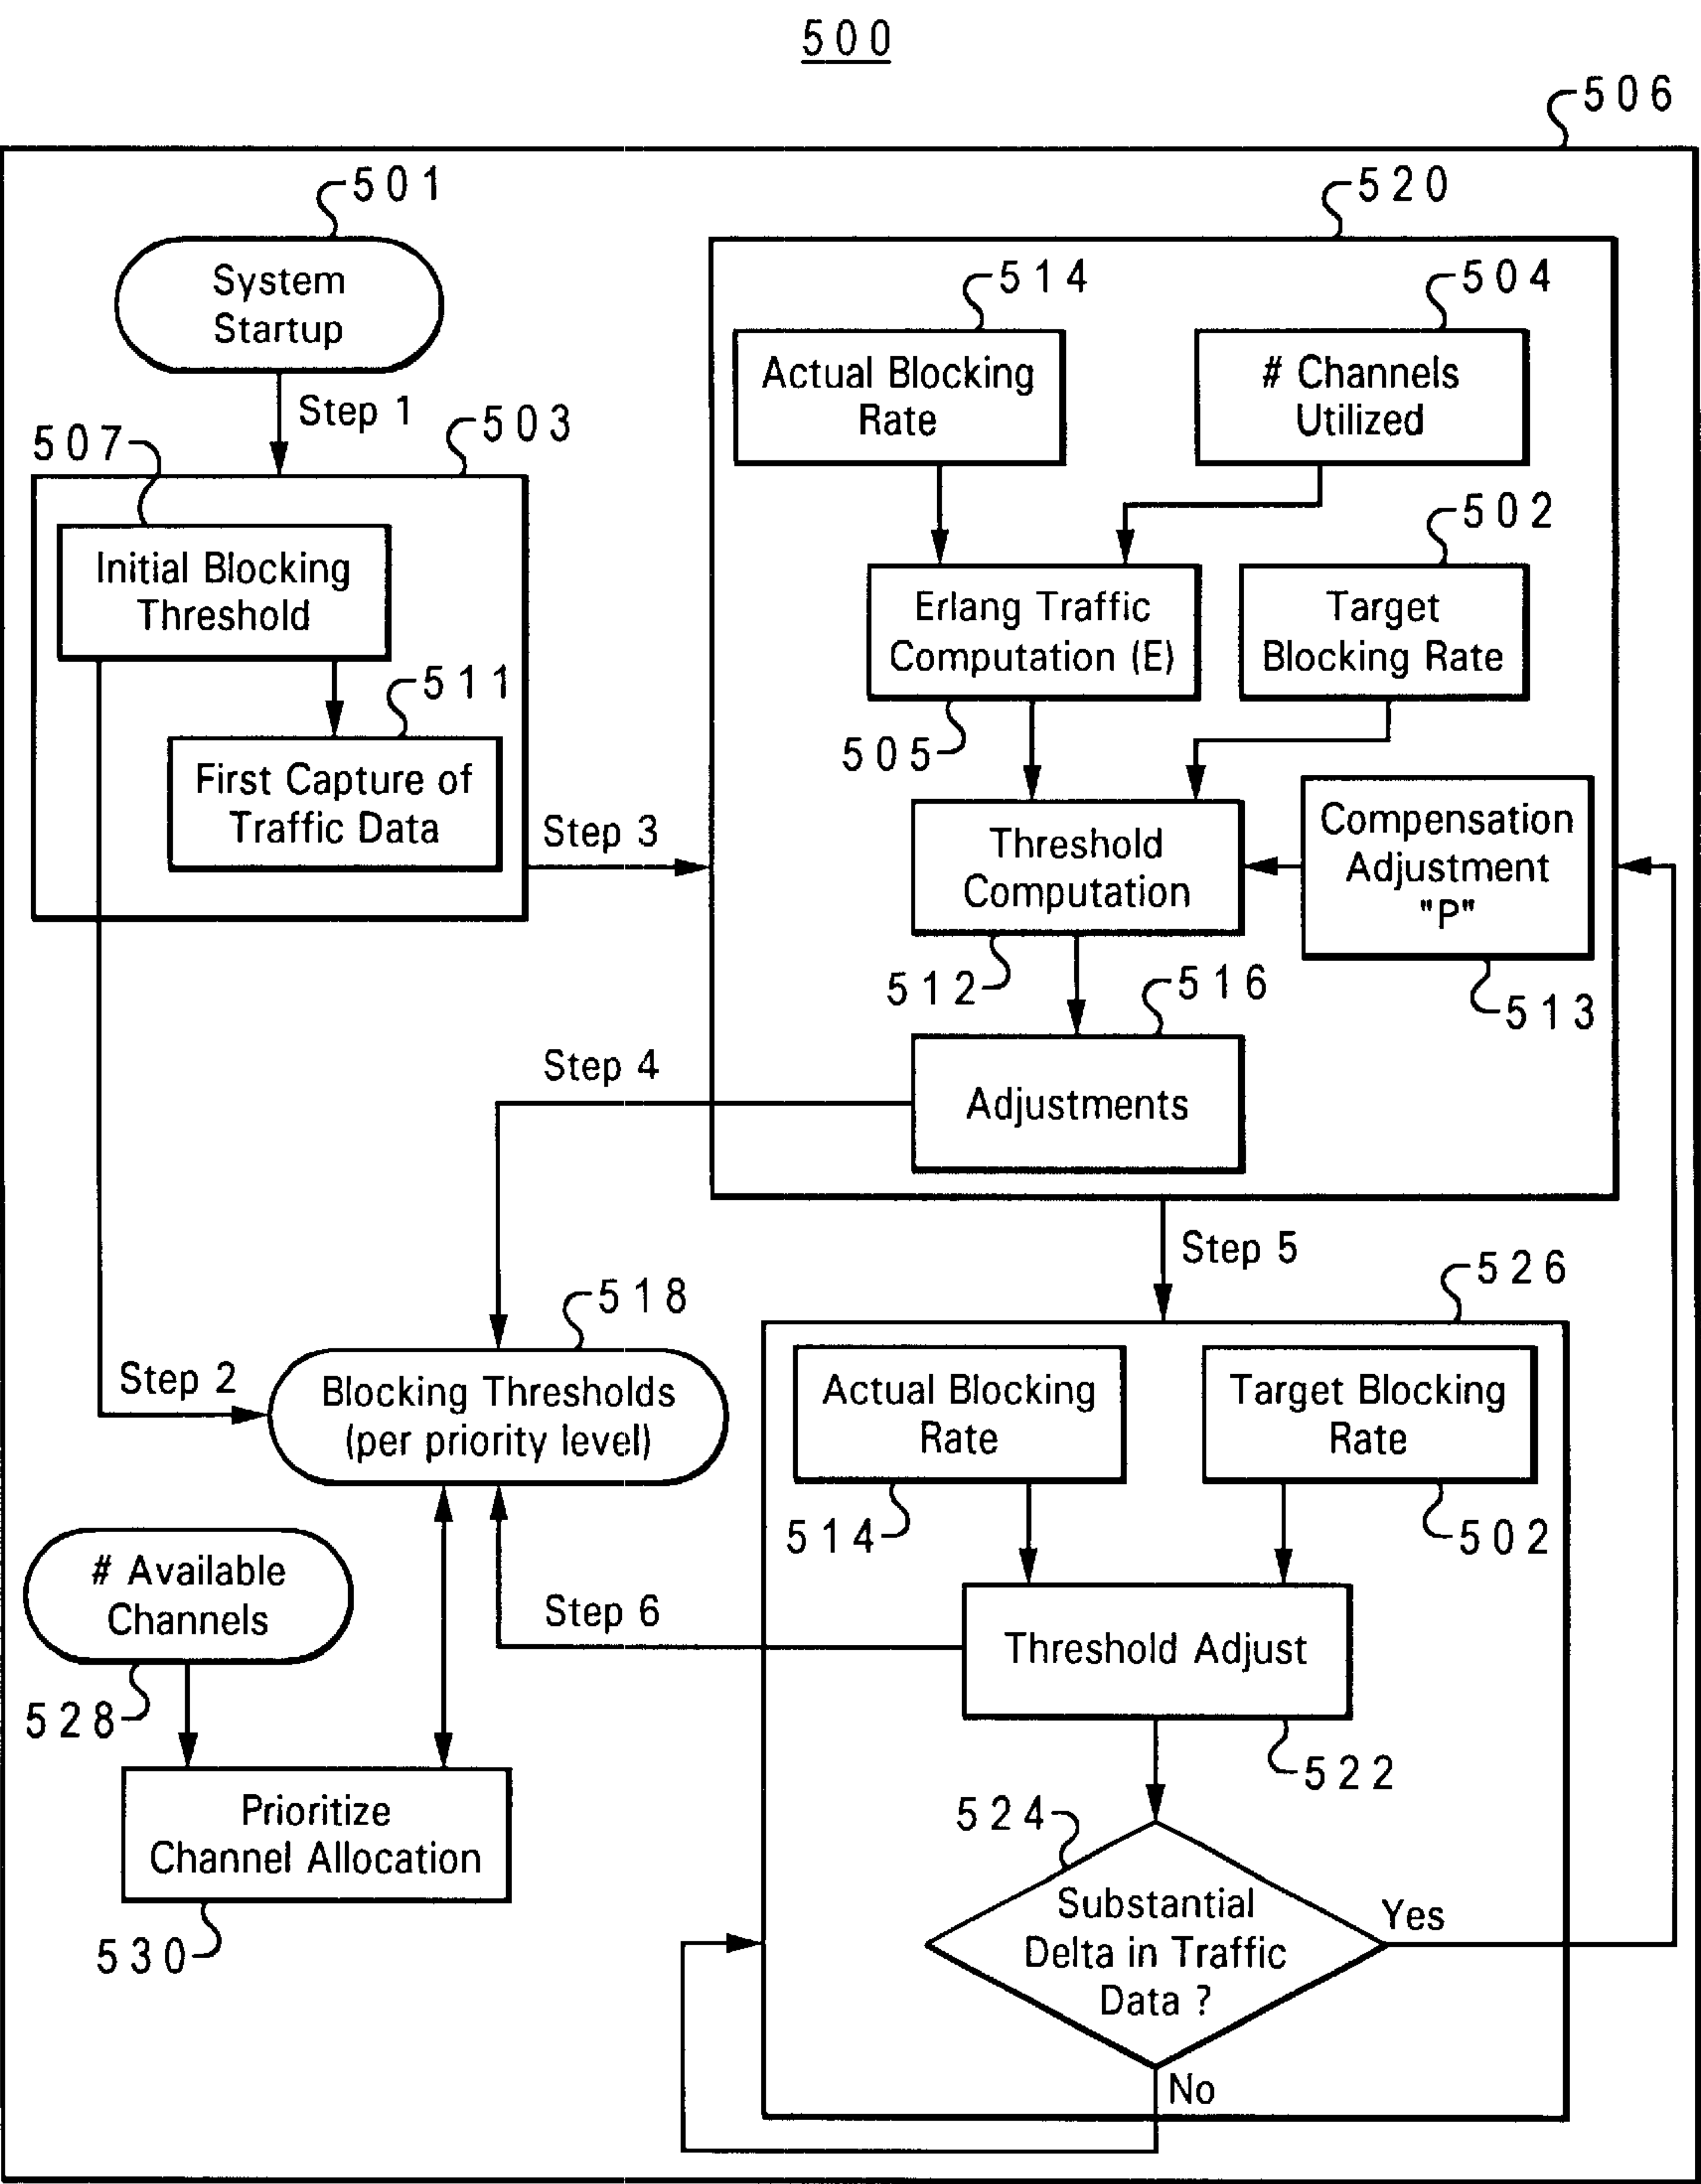 500
506
501
System
Startup
Step 1
503
507
Initial Blocking
Threshold
511
First Capture of
Traffic Data
Step 3
520
514
Actual Blocking
Rate
504
# Channels
Utilized
502
Erlang Traffic
Computation (E)
505
Target
Blocking Rate
Threshold
Computation
512
Compensation
Adjustment
"P"
513
516
Adjustments
Step 4
Step 5
526
518
Step 2
Blocking Thresholds
(per priority level)
Actual Blocking
Rate
514
Target Blocking
Rate
502
# Available
Channels
528
Step 6
Threshold Adjust
522
Prioritize
Channel Allocation
530
524
Substantial
Delta in Traffic
Data ?
Yes
No